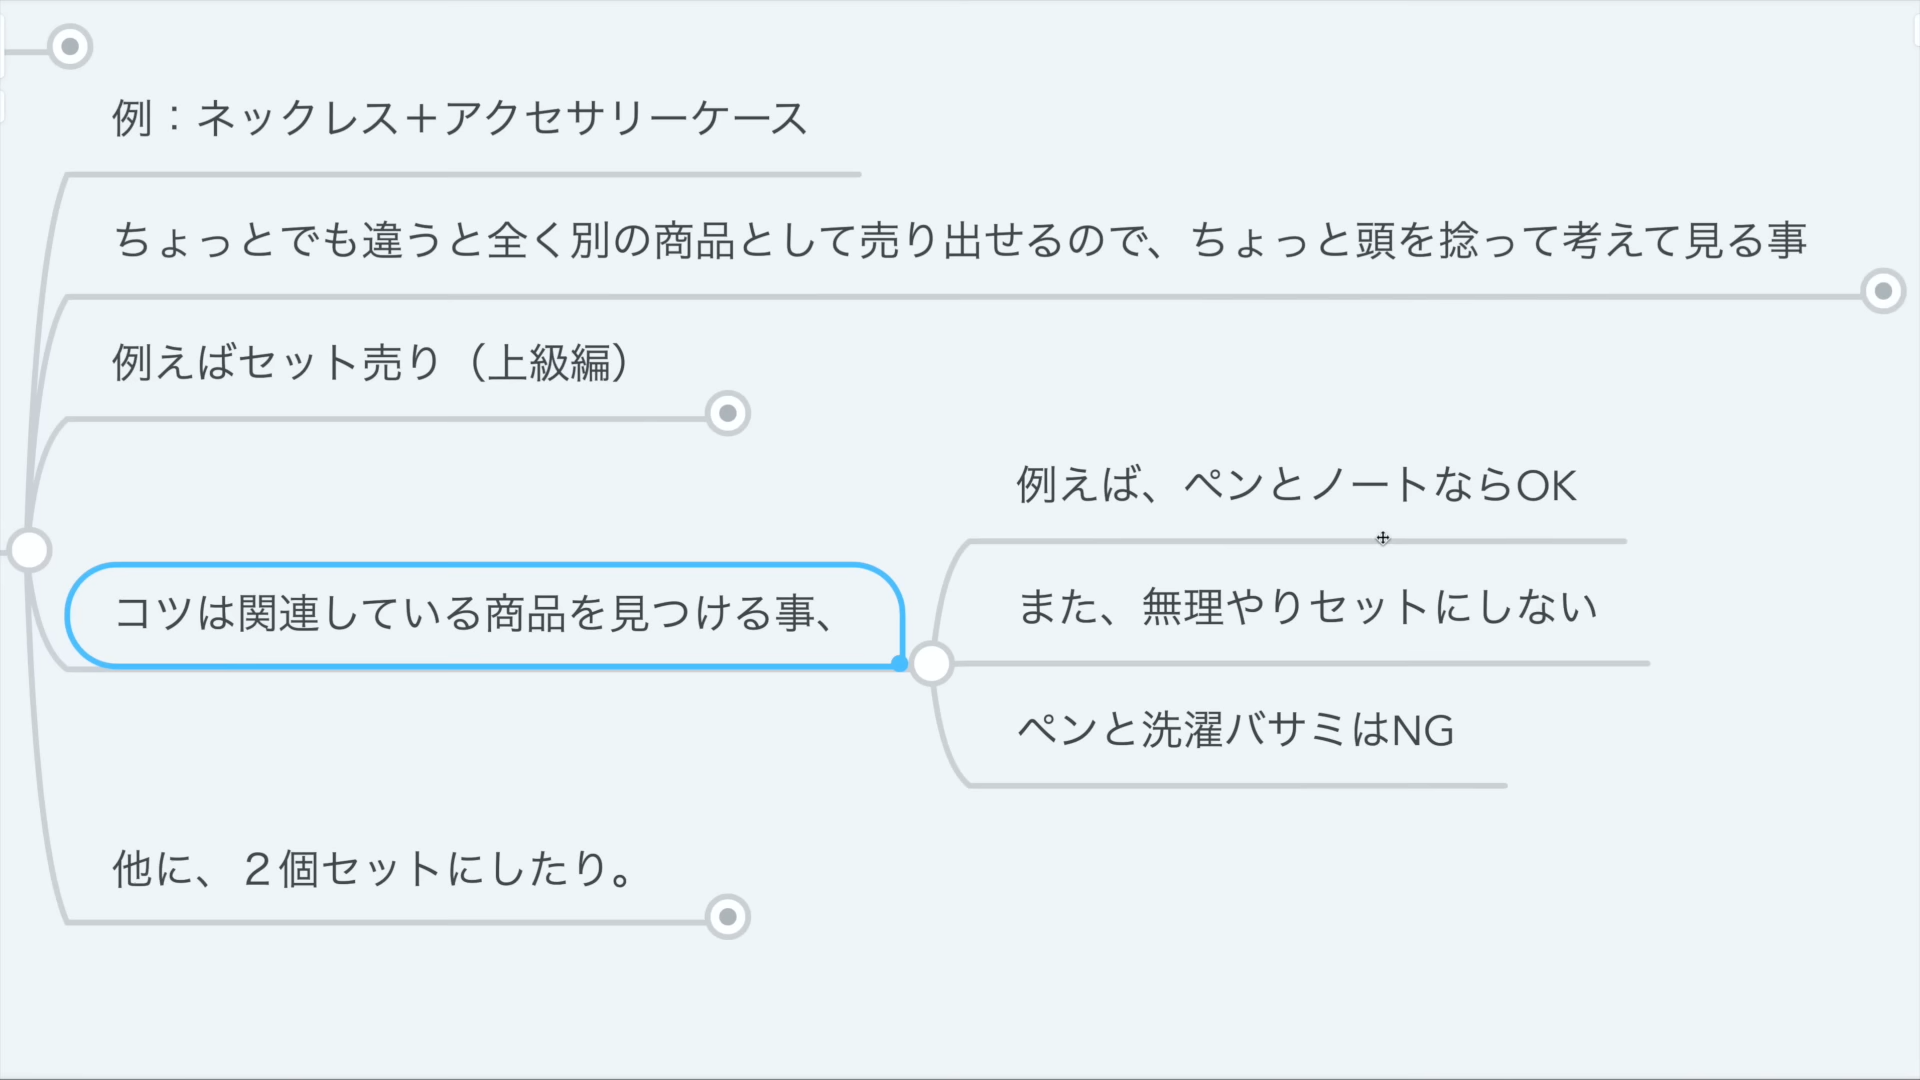 例：ネックレス＋アクセサリーケース
ちょっとでも違うと全く別の商品として売り出せるので、ちょっと頭を捻って考えて見る事
例えばセット売り（上級編）
コツは関連している商品を見つける事、
例えば、ペンとノートならOK
また、無理やりセットにしない
ペンと洗濯バサミはNG
他に、２個セットにしたり。